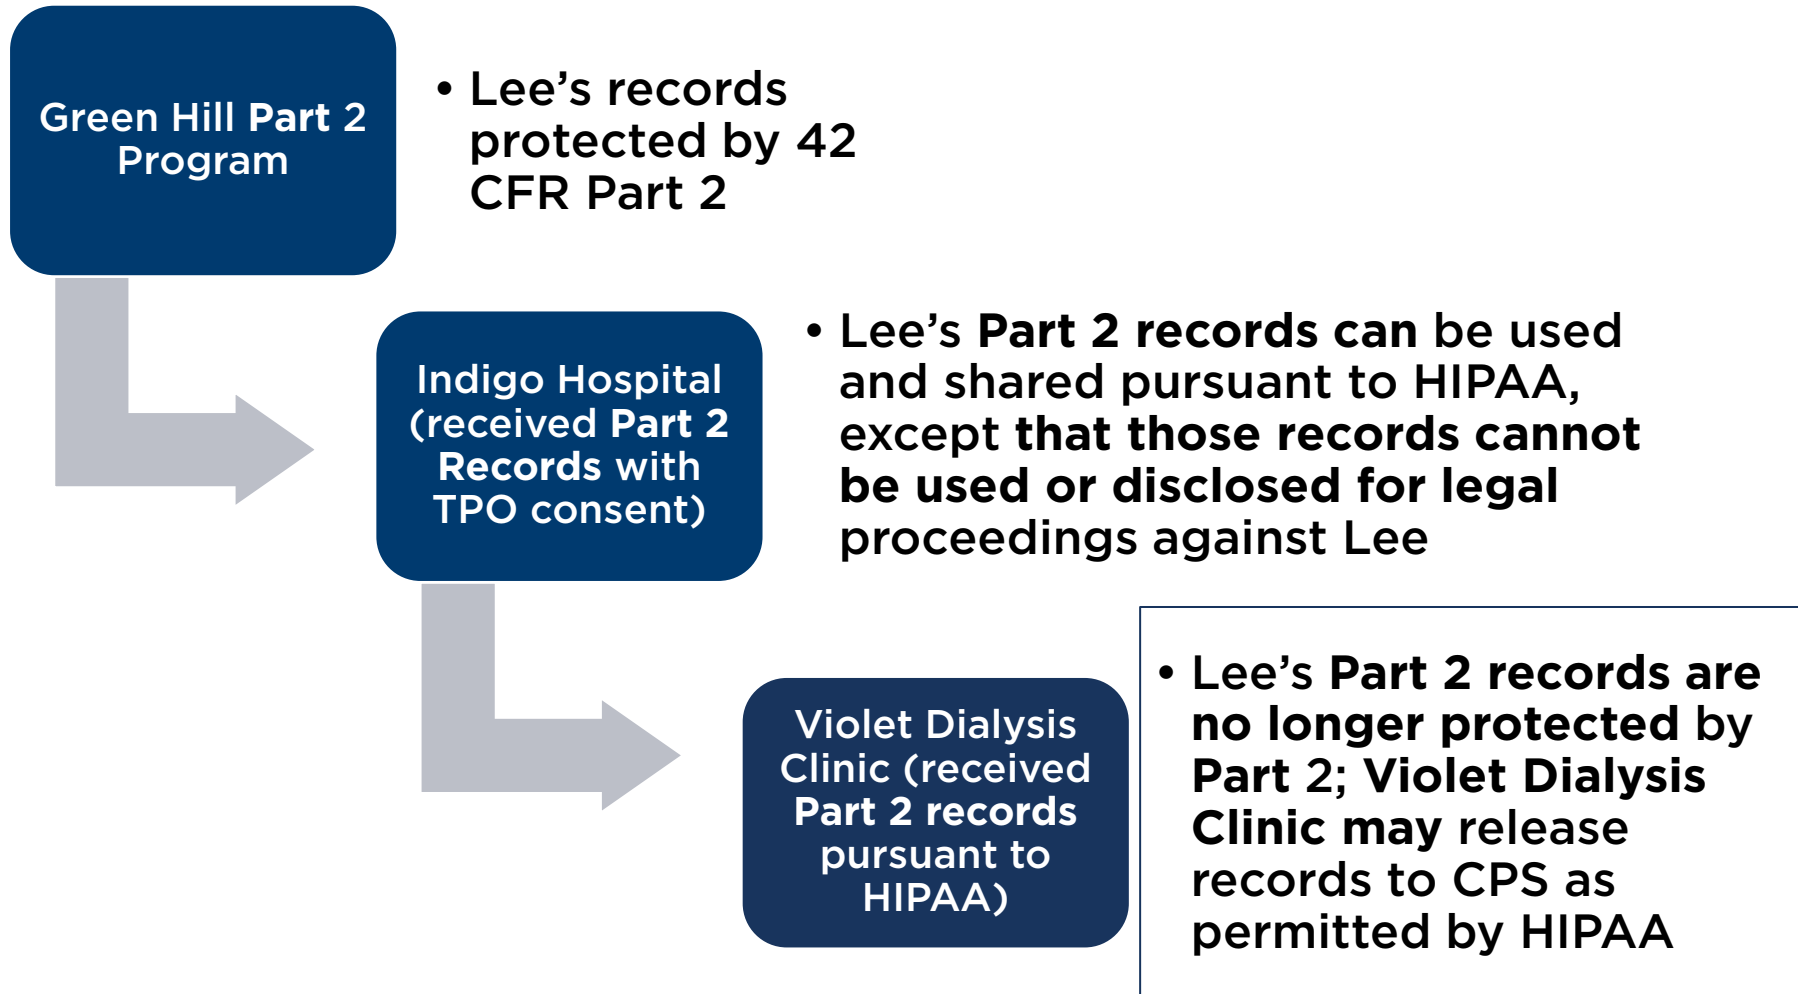 Green Hill Part 2
Program
• Lee’s records
protected by 42
CFR Part 2
Indigo Hospital
(received Part 2
Records with
TPO consent)
• Lee’s Part 2 records can be used
and shared pursuant to HIPAA,
except that those records cannot
be used or disclosed for legal
proceedings against Lee
Violet Dialysis
Clinic (received
Part 2 records
pursuant to
HIPAA)
• Lee’s Part 2 records are
no longer protected by
Part 2; Violet Dialysis
Clinic may release
records to CPS as
permitted by HIPAA